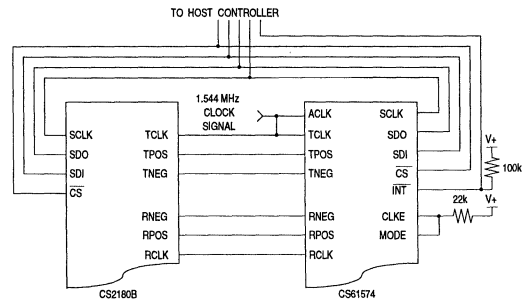 TO HOST CONTROLLER
1.544 MHz
CLOCK
SIGNAL
SCLK
SDO
SDI
CS
TCLK
TPOS
TNEG
RNEG
RPOS
RCLK
CS2180B
ACLK
TCLK
TPOS
TNEG
RNEG
RPOS
RCLK
SCLK
SDO
SDI
CS
INT
CLKE
MODE
CS61574
V+
100k
22k
V+